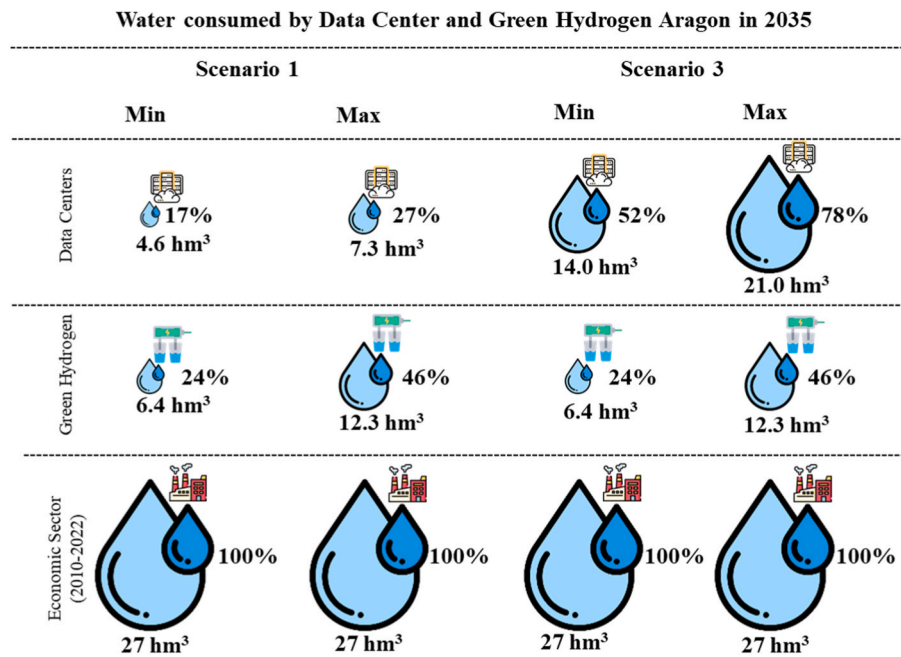 Water consumed by Data Center and Green Hydrogen Aragon in 2035
Scenario 1 Scenario 3
Min Max Min Max
Data Centers
17% 27% 52% 78%
4.6 hm³ 7.3 hm³ 14.0 hm³ 21.0 hm³
Green Hydrogen
24% 46% 24% 46%
6.4 hm³ 12.3 hm³ 6.4 hm³ 12.3 hm³
Economic Sector
(2010-2022)
100% 100% 100% 100%
27 hm³ 27 hm³ 27 hm³ 27 hm³